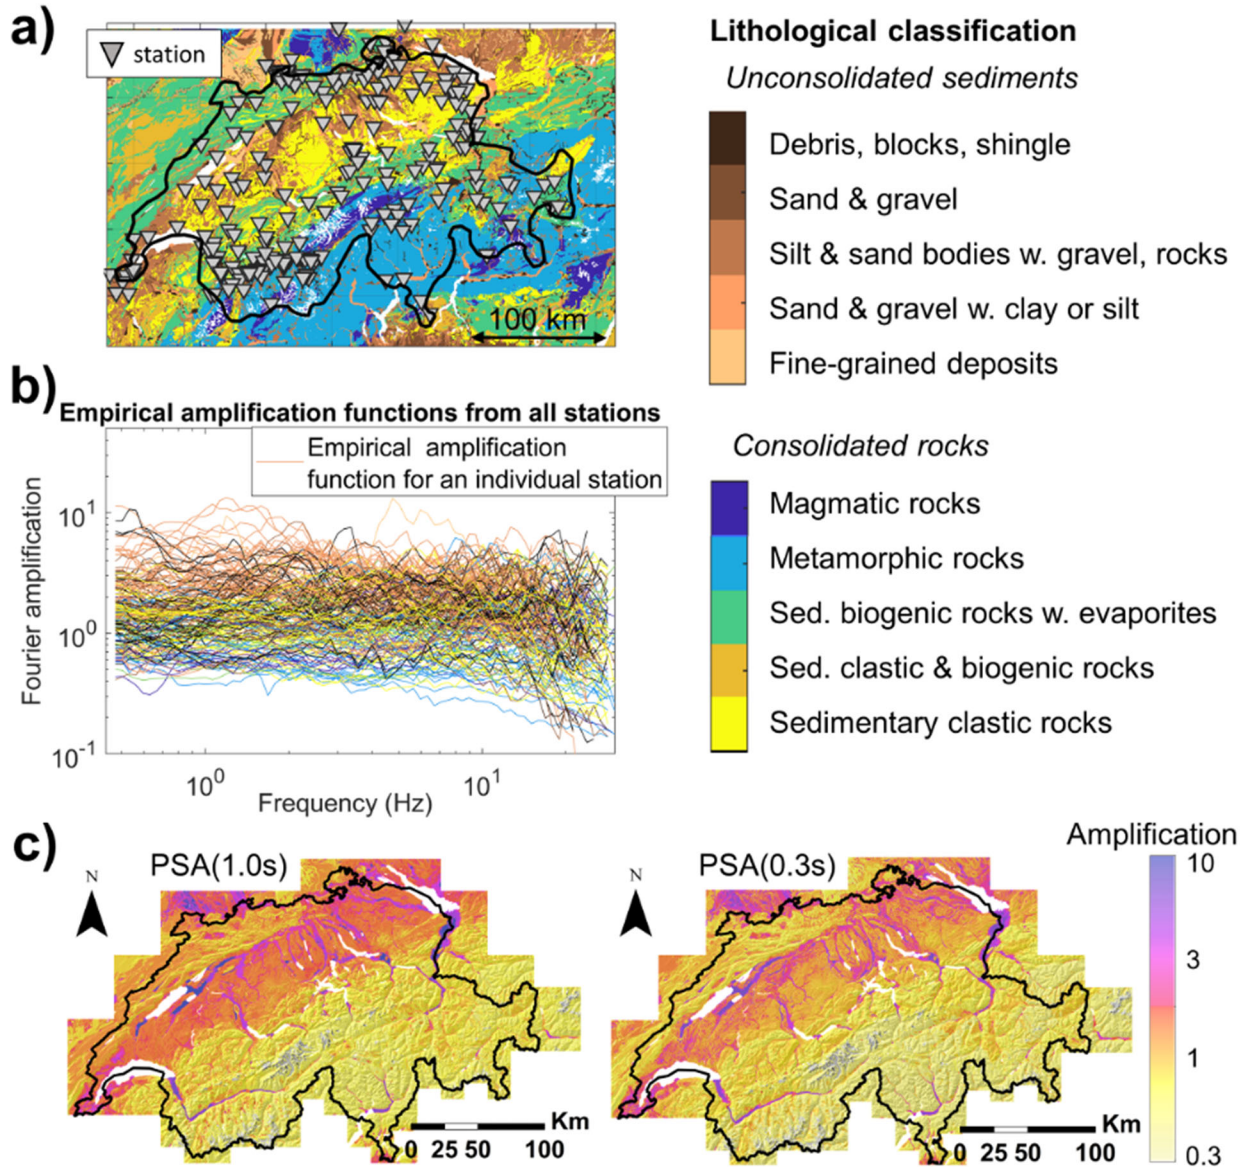 a)
station
100 km
Lithological classification
Unconsolidated sediments
Debris, blocks, shingle
Sand & gravel
Silt & sand bodies w. gravel, rocks
Sand & gravel w. clay or silt
Fine-grained deposits
b)
Empirical amplification functions from all stations
Empirical amplification
function for an individual station
Fourier amplification
10^1
10^0
10^-1
10^0
10^1
Frequency (Hz)
Consolidated rocks
Magmatic rocks
Metamorphic rocks
Sed. biogenic rocks w. evaporites
Sed. clastic & biogenic rocks
Sedimentary clastic rocks
c)
PSA(1.0s)
N
Km
0 25 50 100
PSA(0.3s)
N
Km
0 25 50 100
Amplification
10
3
1
0.3